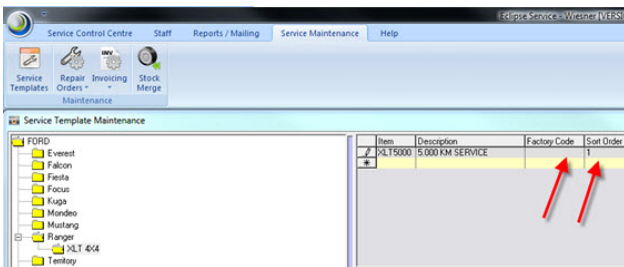 Eclipse Service - Wiesner [VERSI
Service Control Centre Staff Reports / Mailing Service Maintenance Help
INV
Service Templates
Repair Orders
Invoicing
Stock Merge
Maintenance
Service Template Maintenance
FORD
Everest
Falcon
Fiesta
Focus
Kuga
Mondeo
Mustang
Ranger
XLT 4X4
Territory
Item Description Factory Code Sort Order
XLT5000 5.000 KM SERVICE 1